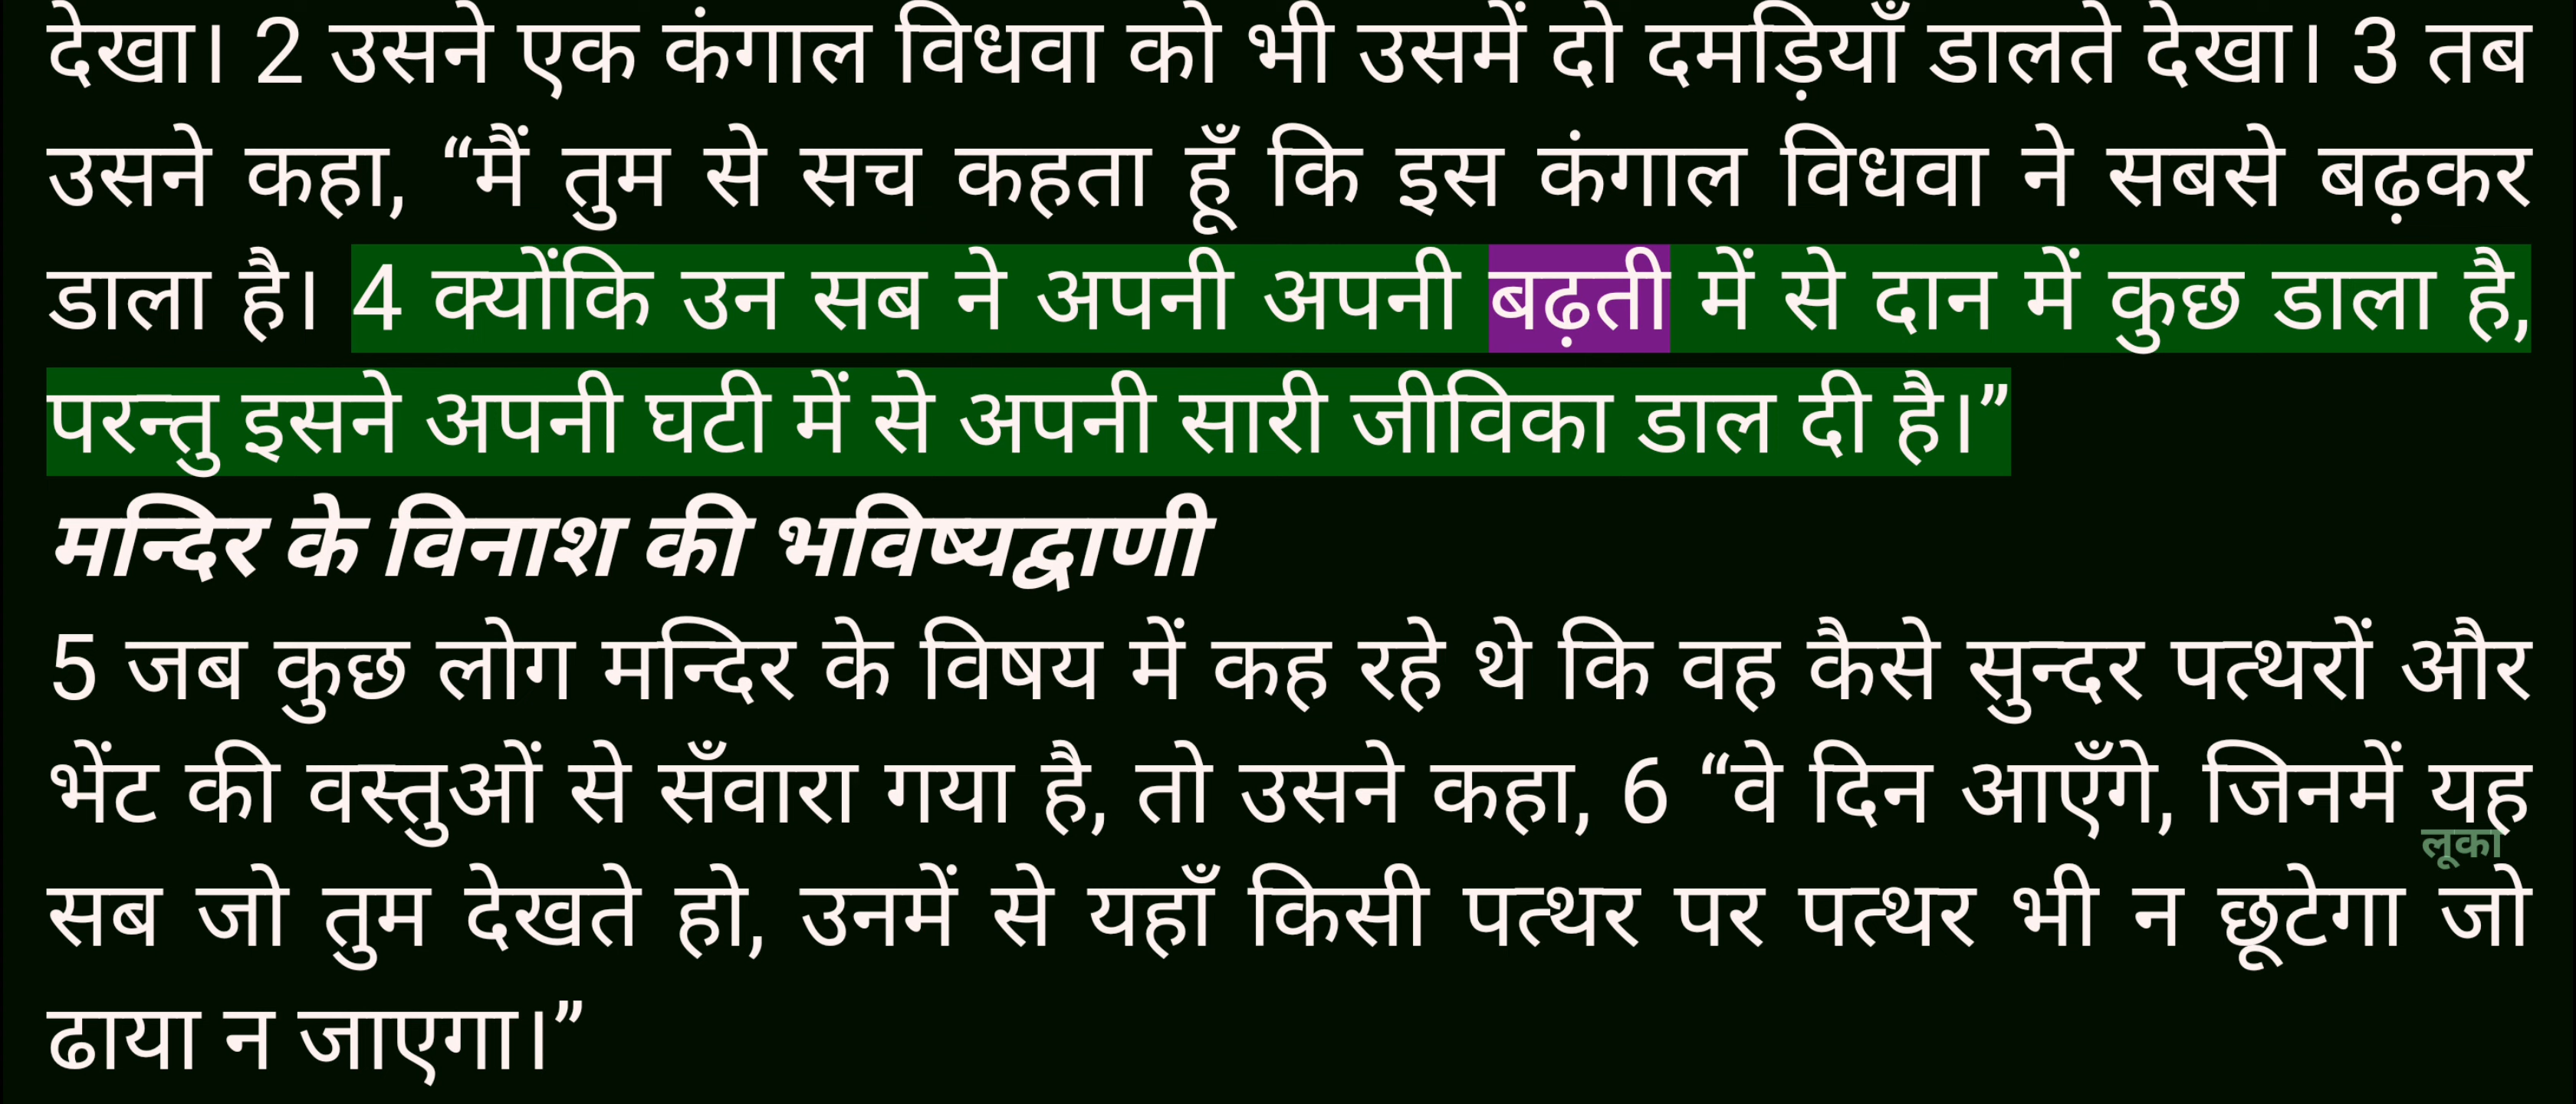 देखा। 2 उसने एक कंगाल विधवा को भी उसमें दो दमड़ियाँ डालते देखा। 3 तब
उसने कहा, “मैं तुम से सच कहता हूँ कि इस कंगाल विधवा ने सबसे बढ़कर
डाला है। 4 क्योंकि उन सब ने अपनी अपनी बढ़ती में से दान में कुछ डाला है,
परन्तु इसने अपनी घटी में से अपनी सारी जीविका डाल दी है।”
मन्दिर के विनाश की भविष्यद्वाणी
5 जब कुछ लोग मन्दिर के विषय में कह रहे थे कि वह कैसे सुन्दर पत्थरों और
भेंट की वस्तुओं से सँवारा गया है, तो उसने कहा, 6 “वे दिन आएँगे, जिनमें यह
लूका
सब जो तुम देखते हो, उनमें से यहाँ किसी पत्थर पर पत्थर भी न छूटेगा जो
ढाया न जाएगा।”